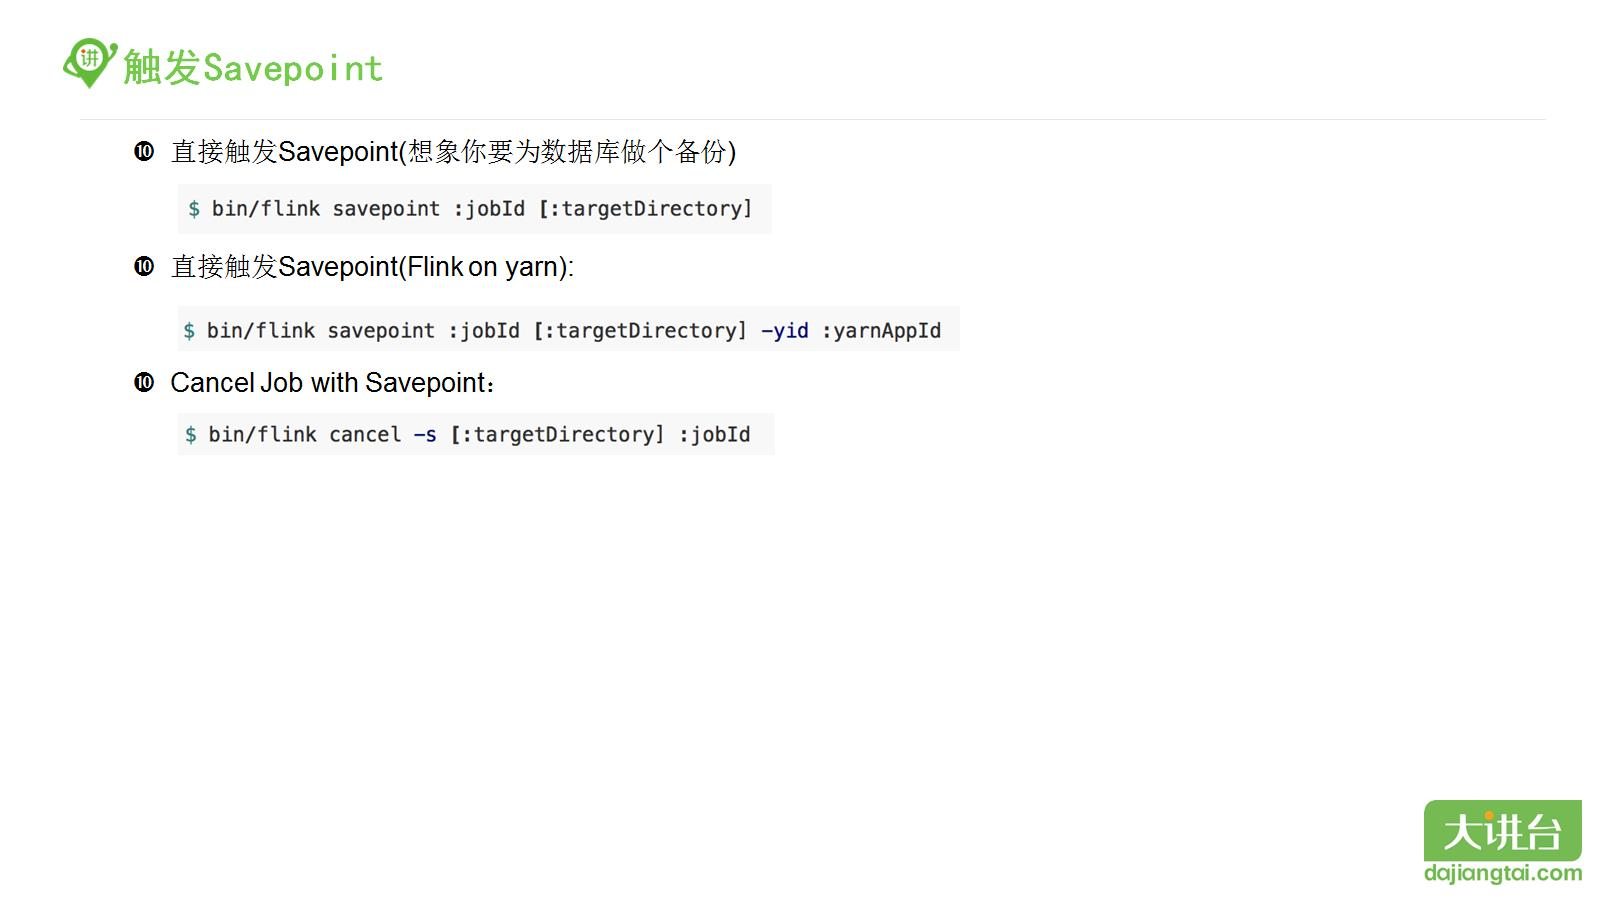 讲 触发Savepoint
⓾ 直接触发Savepoint(想象你要为数据库做个备份)
$ bin/flink savepoint :jobId [:targetDirectory]
⓾ 直接触发Savepoint(Flink on yarn):
$ bin/flink savepoint :jobId [:targetDirectory] -yid :yarnAppId
⓾ Cancel Job with Savepoint：
$ bin/flink cancel -s [:targetDirectory] :jobId
大讲台
dajiangtai.com